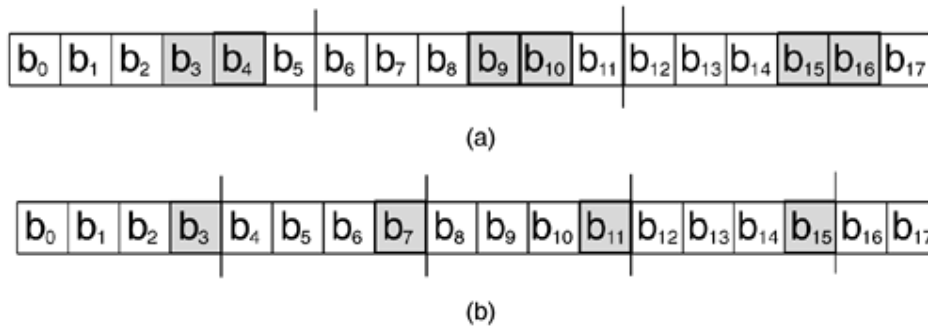 b₀ b₁ b₂ b₃ b₄ b₅ b₆ b₇ b₈ b₉ b₁₀ b₁₁ b₁₂ b₁₃ b₁₄ b₁₅ b₁₆ b₁₇
(a)
b₀ b₁ b₂ b₃ b₄ b₅ b₆ b₇ b₈ b₉ b₁₀ b₁₁ b₁₂ b₁₃ b₁₄ b₁₅ b₁₆ b₁₇
(b)